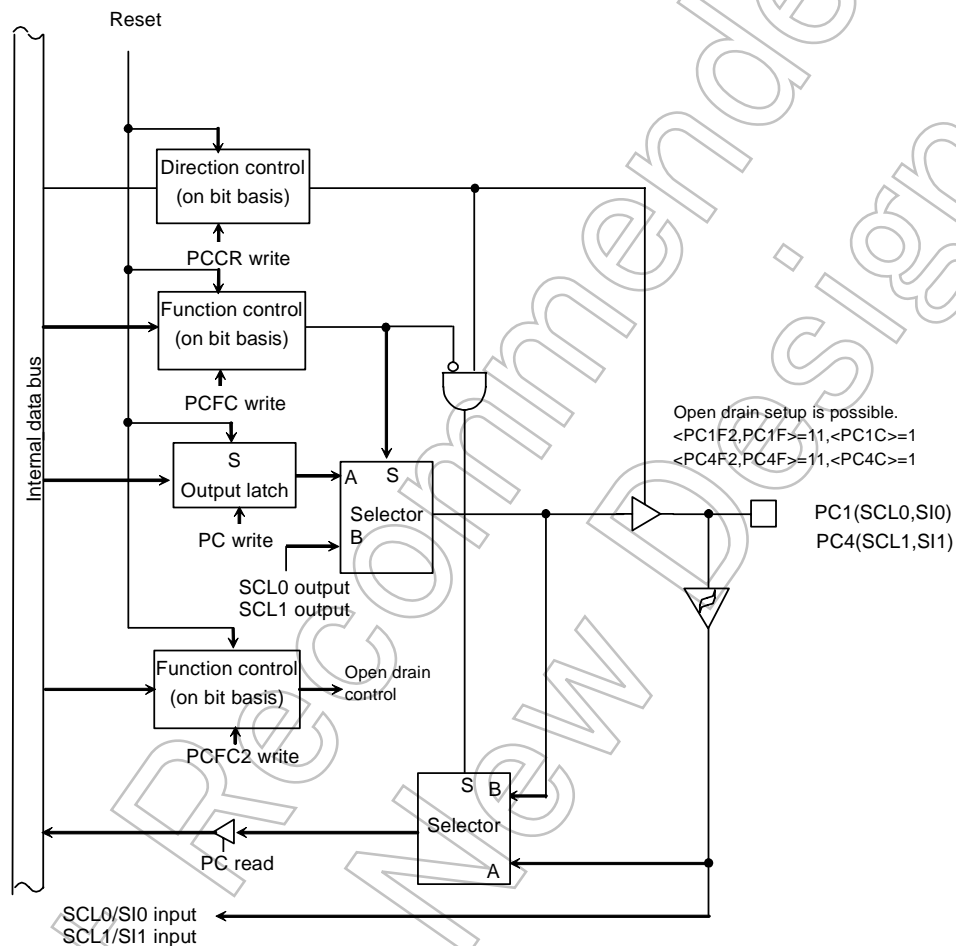 Reset
Direction control
(on bit basis)
PCCR write
Function control
(on bit basis)
PCFC write
Internal data bus
S
Output latch
PC write
A
S
Selector
B
SCL0 output
SCL1 output
Open drain setup is possible.
<PC1F2,PC1F>=11,<PC1C>=1
<PC4F2,PC4F>=11,<PC4C>=1
PC1(SCL0,SI0)
PC4(SCL1,SI1)
Function control
(on bit basis)
Open drain
control
PCFC2 write
S
B
Selector
A
PC read
SCL0/SI0 input
SCL1/SI1 input
Recommende
New Design